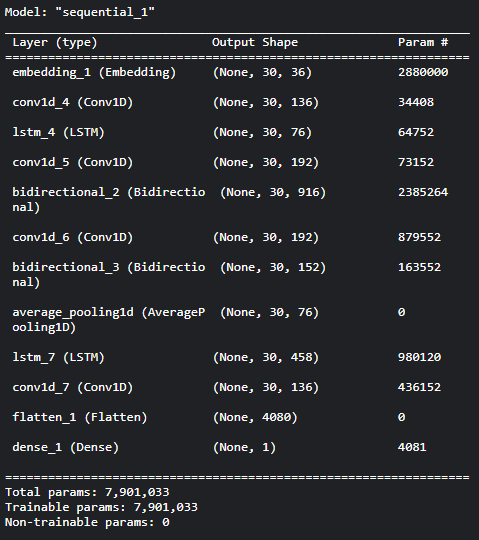 Model: "sequential_1"
Layer (type) Output Shape Param #
embedding_1 (Embedding) (None, 30, 36) 2880000
conv1d_4 (Conv1D) (None, 30, 136) 34408
lstm_4 (LSTM) (None, 30, 76) 64752
conv1d_5 (Conv1D) (None, 30, 192) 73152
bidirectional_2 (Bidirectio (None, 30, 916) 2385264
nal)
conv1d_6 (Conv1D) (None, 30, 192) 879552
bidirectional_3 (Bidirectio (None, 30, 152) 163552
nal)
average_pooling1d (AverageP (None, 30, 76) 0
ooling1D)
lstm_7 (LSTM) (None, 30, 458) 980120
conv1d_7 (Conv1D) (None, 30, 136) 436152
flatten_1 (Flatten) (None, 4080) 0
dense_1 (Dense) (None, 1) 4081
Total params: 7,901,033
Trainable params: 7,901,033
Non-trainable params: 0